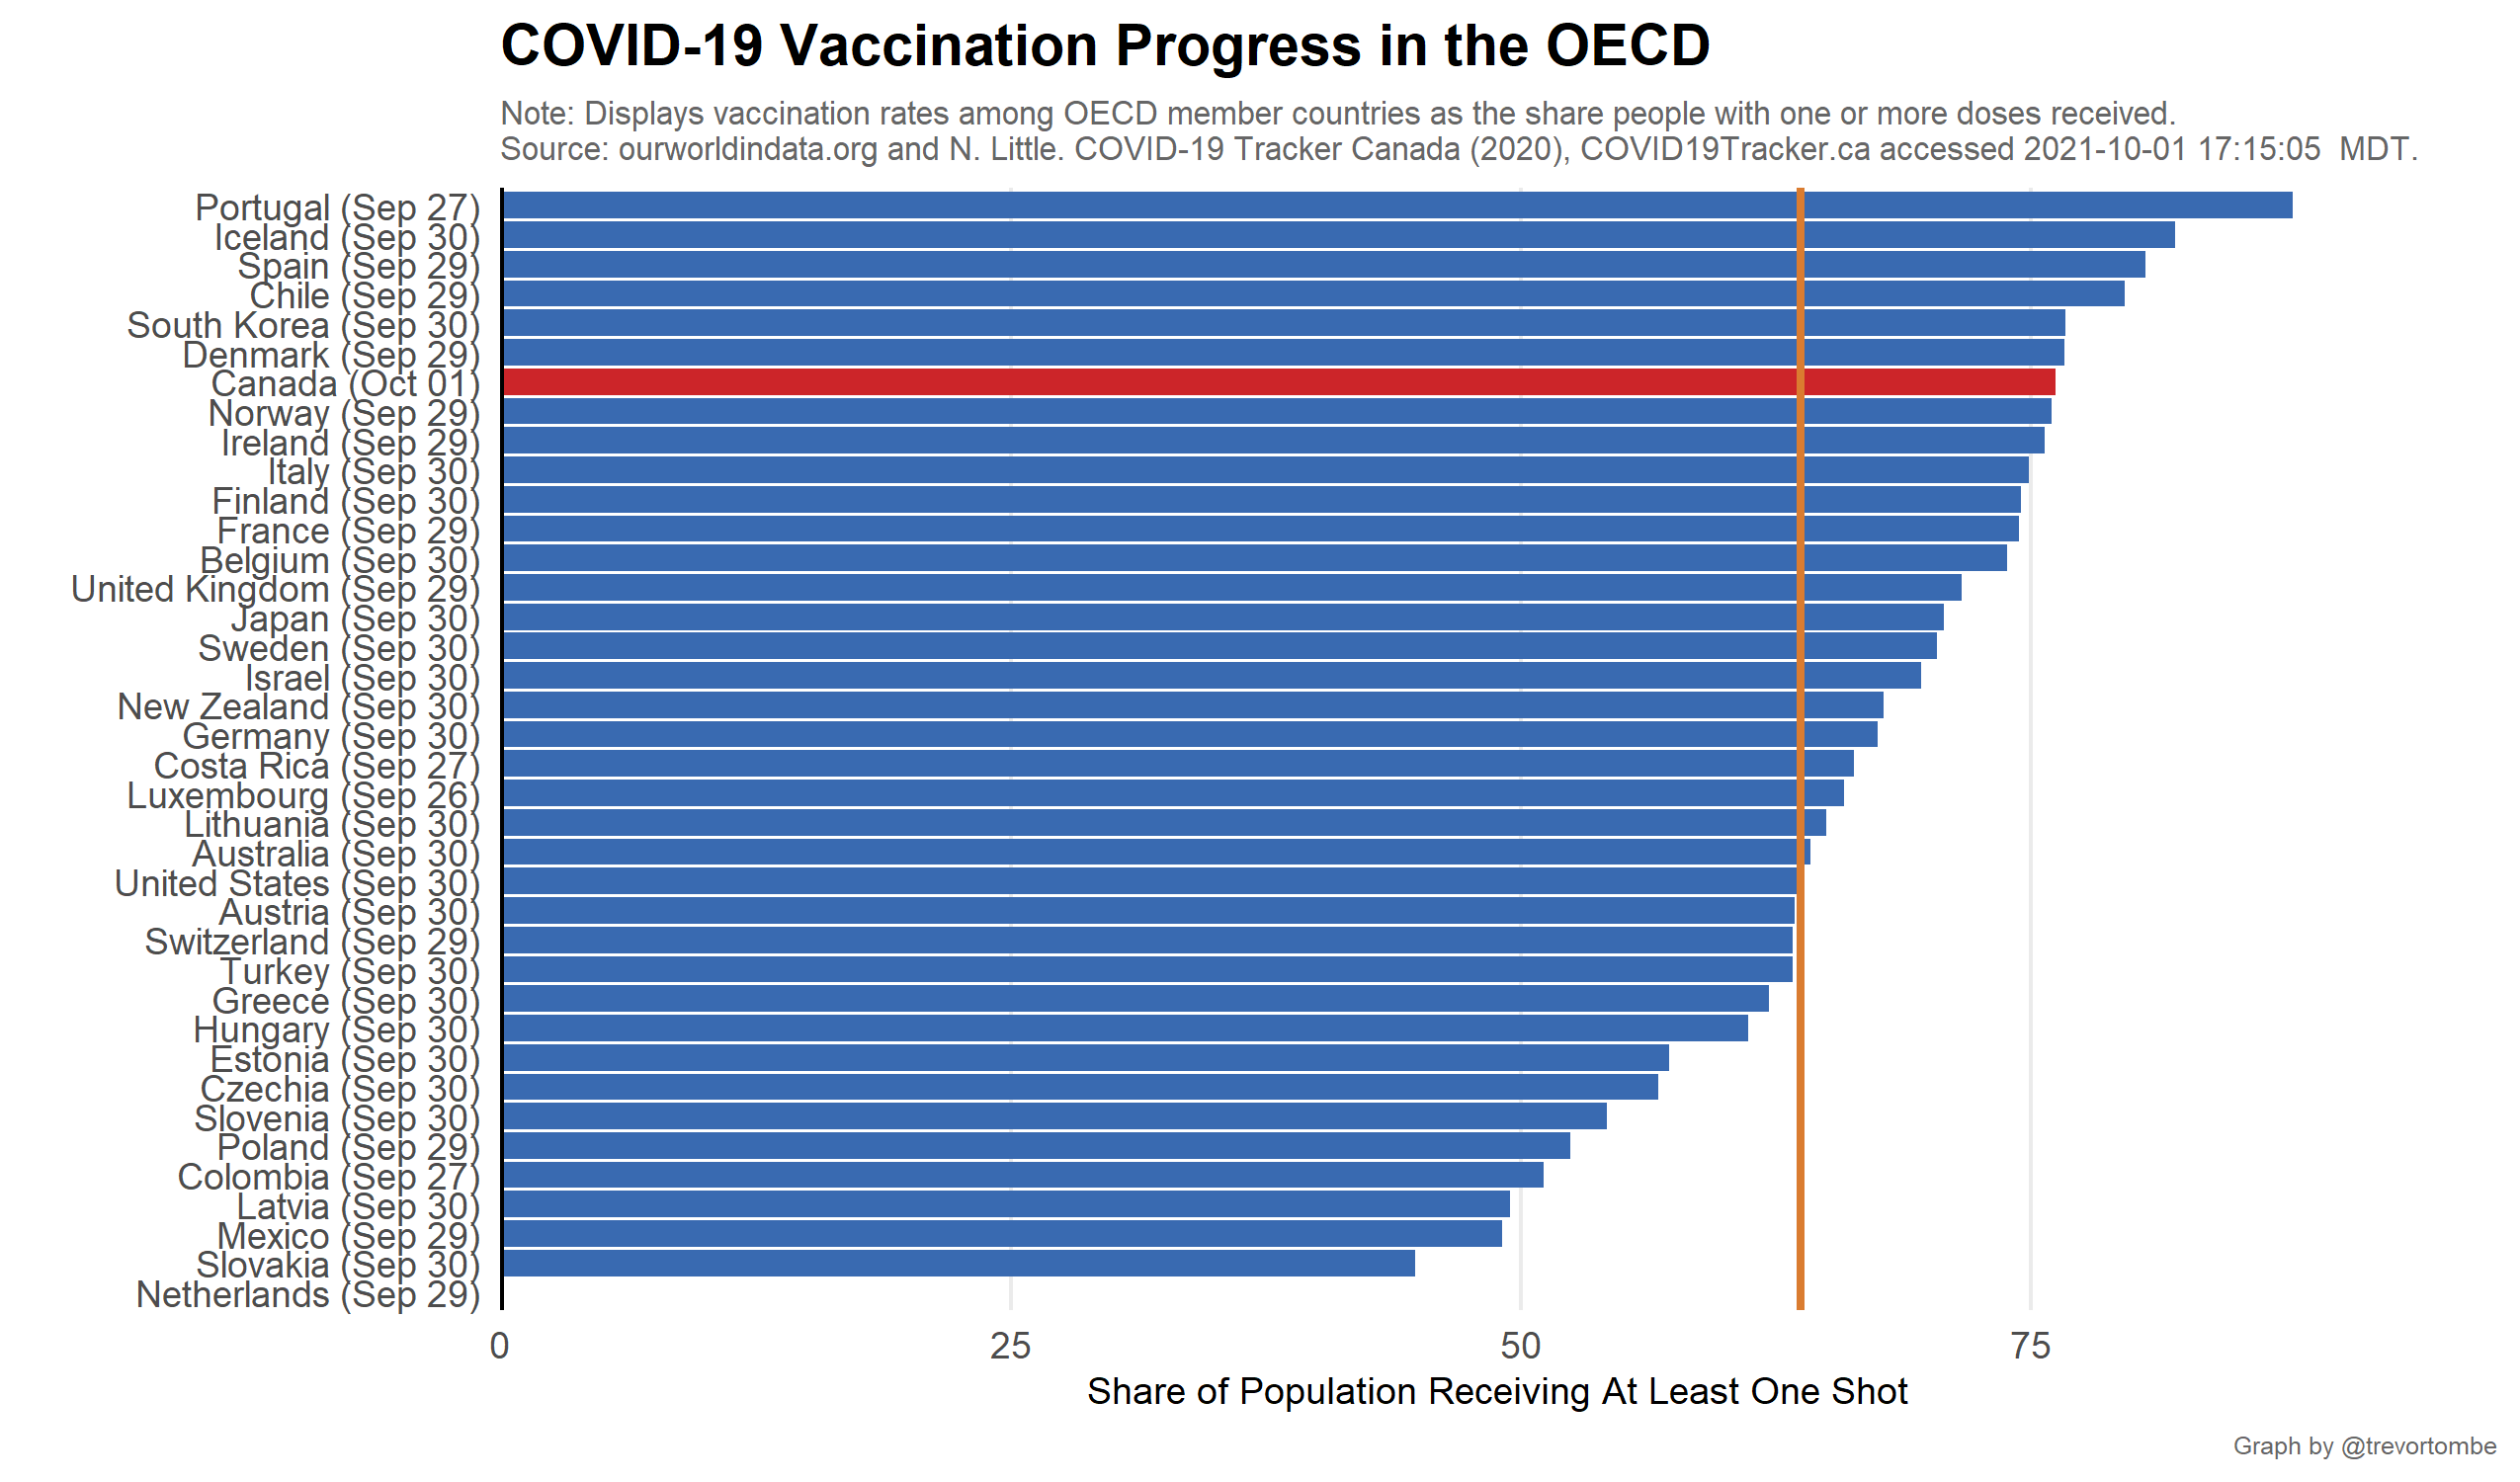 COVID-19 Vaccination Progress in the OECD
Note: Displays vaccination rates among OECD member countries as the share people with one or more doses received.
Source: ourworldindata.org and N. Little. COVID-19 Tracker Canada (2020), COVID19Tracker.ca accessed 2021-10-01 17:15:05  MDT.
Portugal (Sep 27)
Iceland (Sep 30)
Spain (Sep 29)
Chile (Sep 29)
South Korea (Sep 30)
Denmark (Sep 29)
Canada (Oct 01)
Norway (Sep 29)
Ireland (Sep 29)
Italy (Sep 30)
Finland (Sep 30)
France (Sep 29)
Belgium (Sep 30)
United Kingdom (Sep 29)
Japan (Sep 30)
Sweden (Sep 30)
Israel (Sep 30)
New Zealand (Sep 30)
Germany (Sep 30)
Costa Rica (Sep 27)
Luxembourg (Sep 26)
Lithuania (Sep 30)
Australia (Sep 30)
United States (Sep 30)
Austria (Sep 30)
Switzerland (Sep 29)
Turkey (Sep 30)
Greece (Sep 30)
Hungary (Sep 30)
Estonia (Sep 30)
Czechia (Sep 30)
Slovenia (Sep 30)
Poland (Sep 29)
Colombia (Sep 27)
Latvia (Sep 30)
Mexico (Sep 29)
Slovakia (Sep 30)
Netherlands (Sep 29)
0 25 50 75
Share of Population Receiving At Least One Shot
Graph by @trevortombe